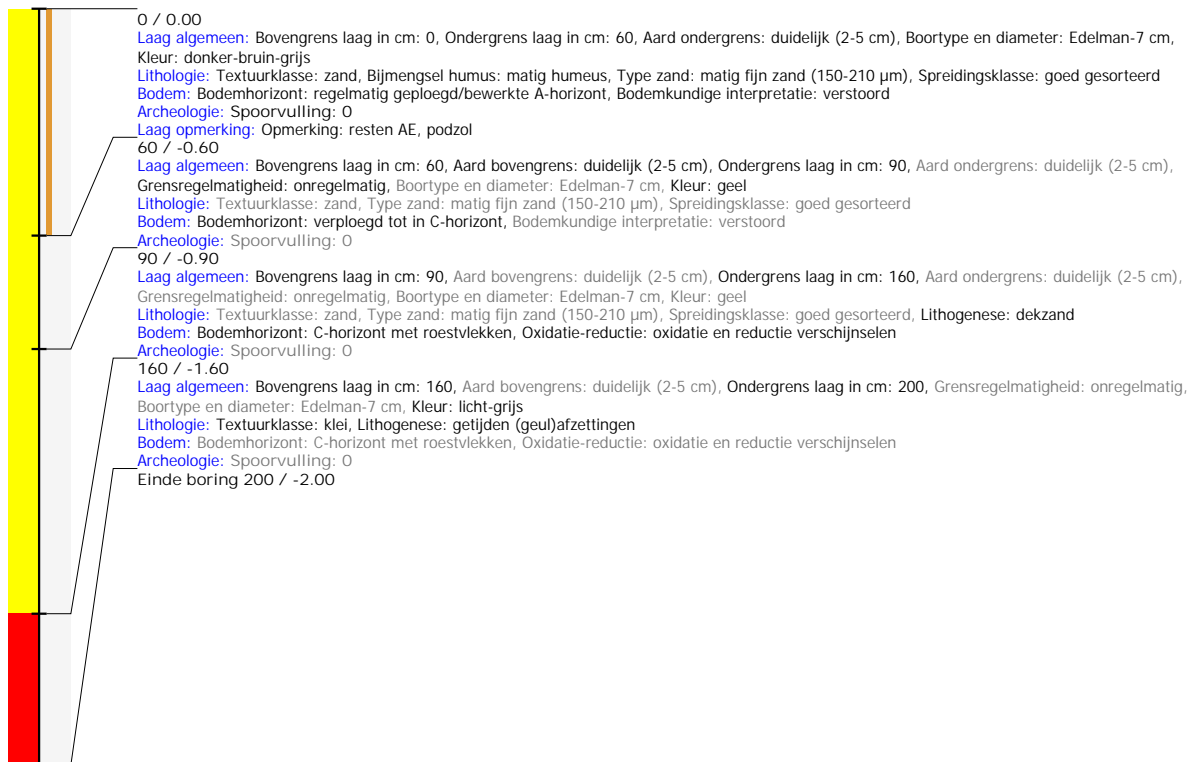 0 / 0.00
Laag algemeen: Bovengrens laag in cm: 0, Ondergrens laag in cm: 60, Aard ondergrens: duidelijk (2-5 cm), Boortype en diameter: Edelman-7 cm,
Kleur: donker-bruin-grijs
Lithologie: Textuurklasse: zand, Bijmengsel humus: matig humeus, Type zand: matig fijn zand (150-210 µm), Spreidingsklasse: goed gesorteerd
Bodem: Bodemhorizont: regelmatig geploegd/bewerkte A-horizont, Bodemkundige interpretatie: verstoord
Archeologie: Spoorvulling: 0
Laag opmerking: Opmerking: resten AE, podzol
60 / -0.60
Laag algemeen: Bovengrens laag in cm: 60, Aard bovengrens: duidelijk (2-5 cm), Ondergrens laag in cm: 90, Aard ondergrens: duidelijk (2-5 cm),
Grensregelmatigheid: onregelmatig, Boortype en diameter: Edelman-7 cm, Kleur: geel
Lithologie: Textuurklasse: zand, Type zand: matig fijn zand (150-210 µm), Spreidingsklasse: goed gesorteerd
Bodem: Bodemhorizont: verploegd tot in C-horizont, Bodemkundige interpretatie: verstoord
Archeologie: Spoorvulling: 0
90 / -0.90
Laag algemeen: Bovengrens laag in cm: 90, Aard bovengrens: duidelijk (2-5 cm), Ondergrens laag in cm: 160, Aard ondergrens: duidelijk (2-5 cm),
Grensregelmatigheid: onregelmatig, Boortype en diameter: Edelman-7 cm, Kleur: geel
Lithologie: Textuurklasse: zand, Type zand: matig fijn zand (150-210 µm), Spreidingsklasse: goed gesorteerd, Lithogenese: dekzand
Bodem: Bodemhorizont: C-horizont met roestvlekken, Oxidatie-reductie: oxidatie en reductie verschijnselen
Archeologie: Spoorvulling: 0
160 / -1.60
Laag algemeen: Bovengrens laag in cm: 160, Aard bovengrens: duidelijk (2-5 cm), Ondergrens laag in cm: 200, Grensregelmatigheid: onregelmatig,
Boortype en diameter: Edelman-7 cm, Kleur: licht-grijs
Lithologie: Textuurklasse: klei, Lithogenese: getijden (geul)afzettingen
Bodem: Bodemhorizont: C-horizont met roestvlekken, Oxidatie-reductie: oxidatie en reductie verschijnselen
Archeologie: Spoorvulling: 0
Einde boring 200 / -2.00